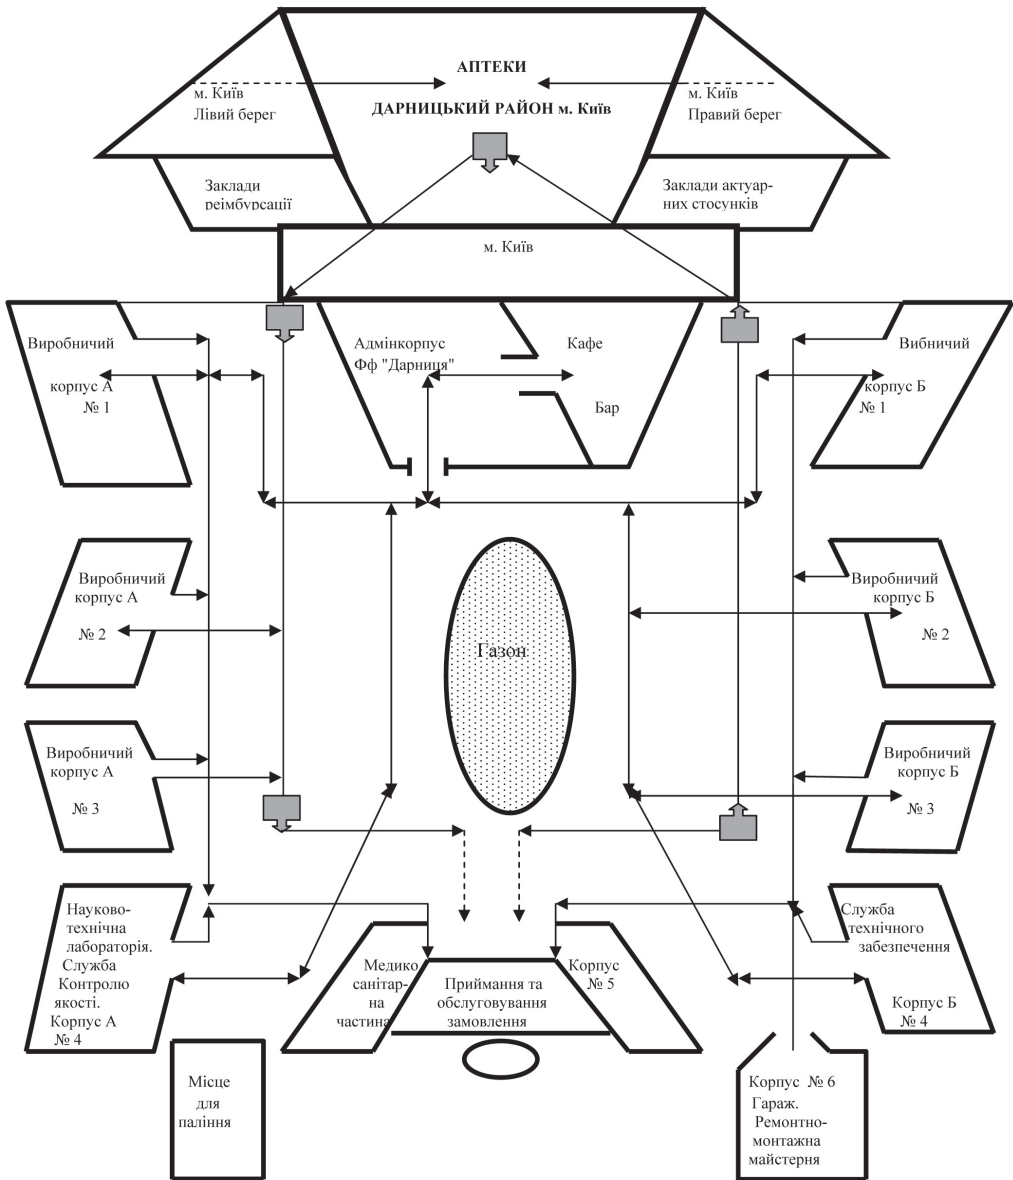 АПТЕКИ
м. Київ
Лівий берег
м. Київ
Правий берег
ДАРНИЦЬКИЙ РАЙОН м. Київ
Заклади
реімбурсації
Заклади актуар-
них стосунків
м. Київ
Виробничий
корпус А
№ 1
Адмінкорпус
Фф "Дарниця"
Кафе
Бар
Вибничий
корпус Б
№ 1
Виробничий
корпус А
№ 2
Газон
Виробничий
корпус Б
№ 2
Виробничий
корпус А
№ 3
Виробничий
корпус Б
№ 3
Науково-
технічна
лабораторія.
Служба
Контролю
якості.
Корпус А
№ 4
Медико
санітар-
на
частина
Приймання та
обслуговування
замовлення
Корпус
№ 5
Служба
технічного
забезпечення
Корпус Б
№ 4
Місце
для
паління
Корпус № 6
Гараж.
Ремонтно-
монтажна
майстерня